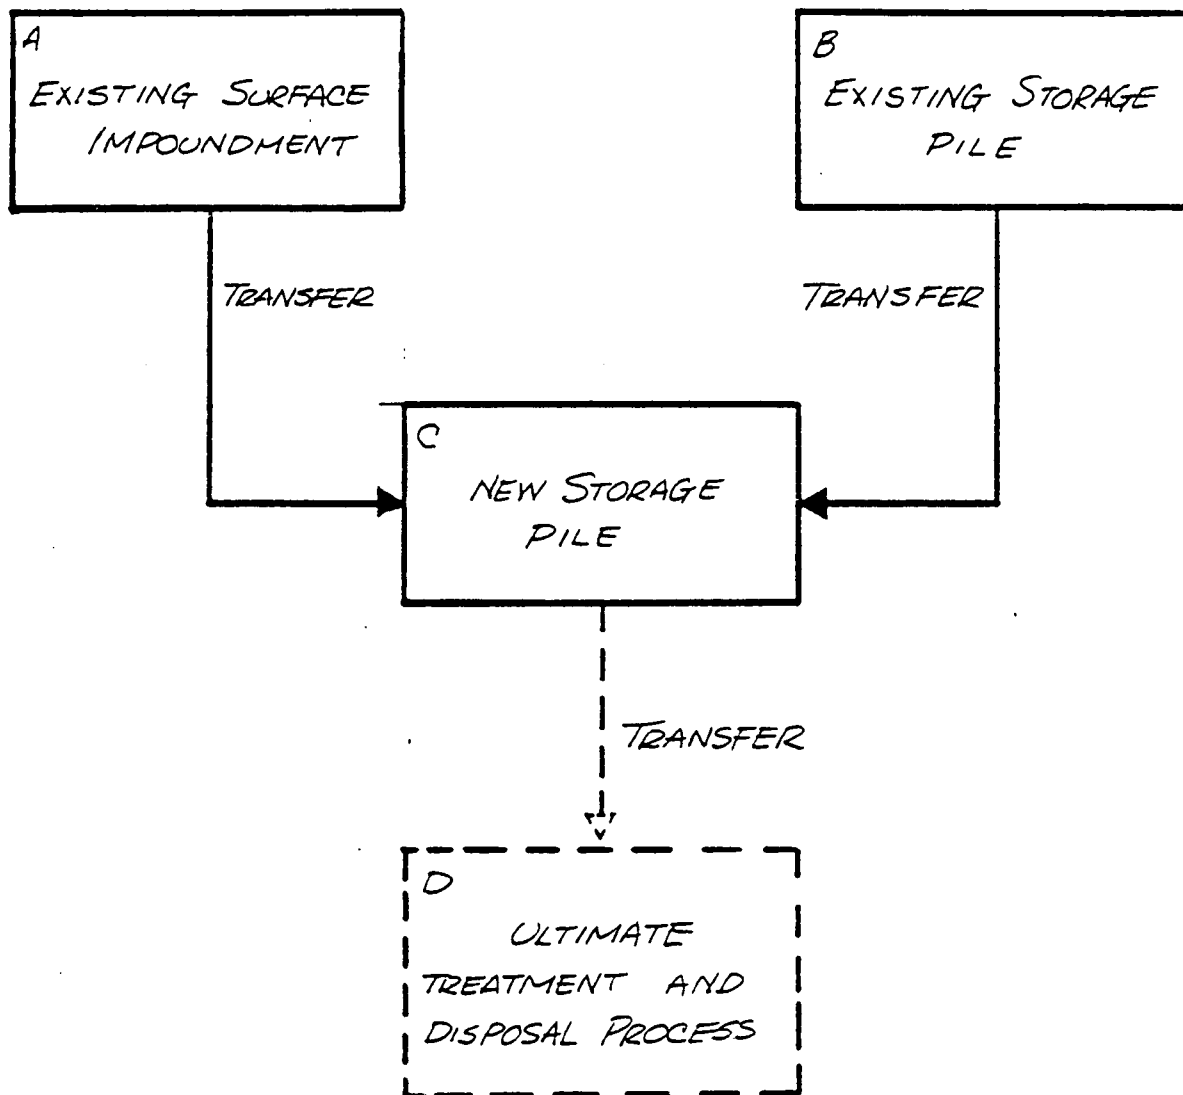 A
EXISTING SURFACE
IMPOUNDMENT
B
EXISTING STORAGE
PILE
TRANSFER
TRANSFER
C
NEW STORAGE
PILE
TRANSFER
D
ULTIMATE
TREATMENT AND
DISPOSAL PROCESS